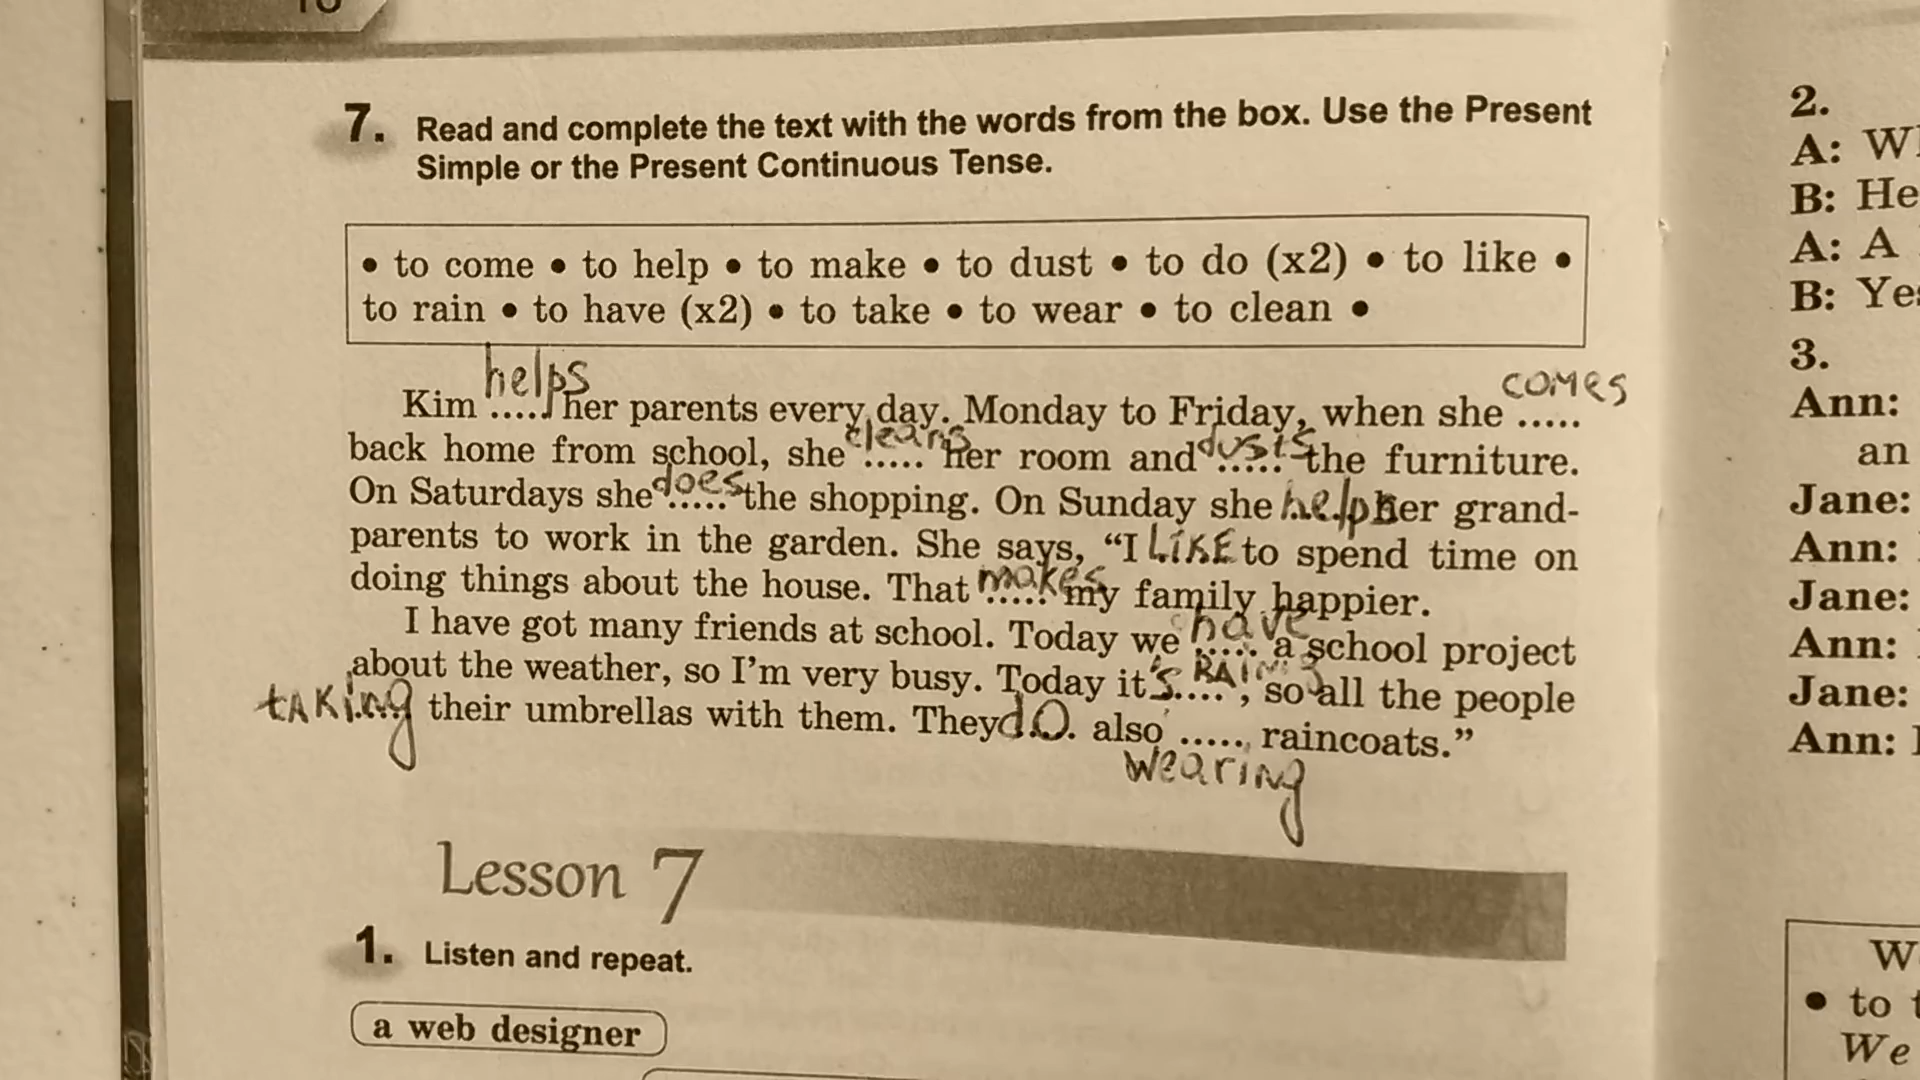 7. Read and complete the text with the words from the box. Use the Present
Simple or the Present Continuous Tense.
• to come • to help • to make • to dust • to do (x2) • to like •
to rain • to have (x2) • to take • to wear • to clean •
helps
comes
Kim ..... her parents every day. Monday to Friday, when she .....
cleans
dusts
back home from school, she ..... her room and ..... the furniture.
does
On Saturdays she ..... the shopping. On Sunday she help her grand-
parents to work in the garden. She says, “I LIKE to spend time on
makes
doing things about the house. That ..... my family happier.
have
I have got many friends at school. Today we ..... a school project
about the weather, so I’m very busy. Today it's ....., so all the people
taking their umbrellas with them. They do. also ..... raincoats.”
wearing
Lesson 7
1. Listen and repeat.
a web designer
2.
A:
B: He
A: A
B:
3.
Ann:
an
Jane:
Ann:
Jane:
Ann:
Jane:
Ann:
• to
We